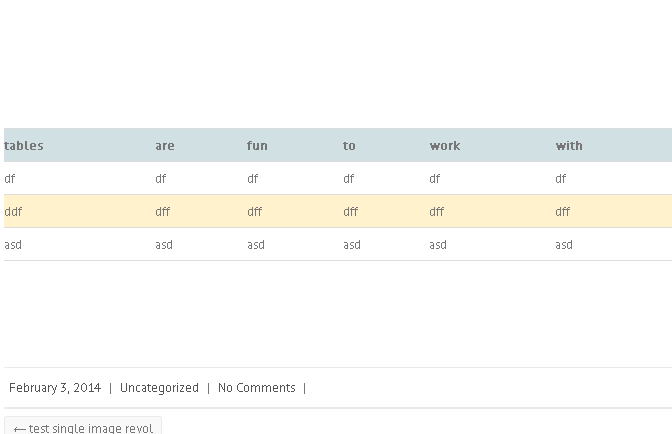 tables are fun to work with
df df df df df df
ddf dff dff dff dff dff
asd asd asd asd asd asd
February 3, 2014 | Uncategorized | No Comments |
← test single image revol